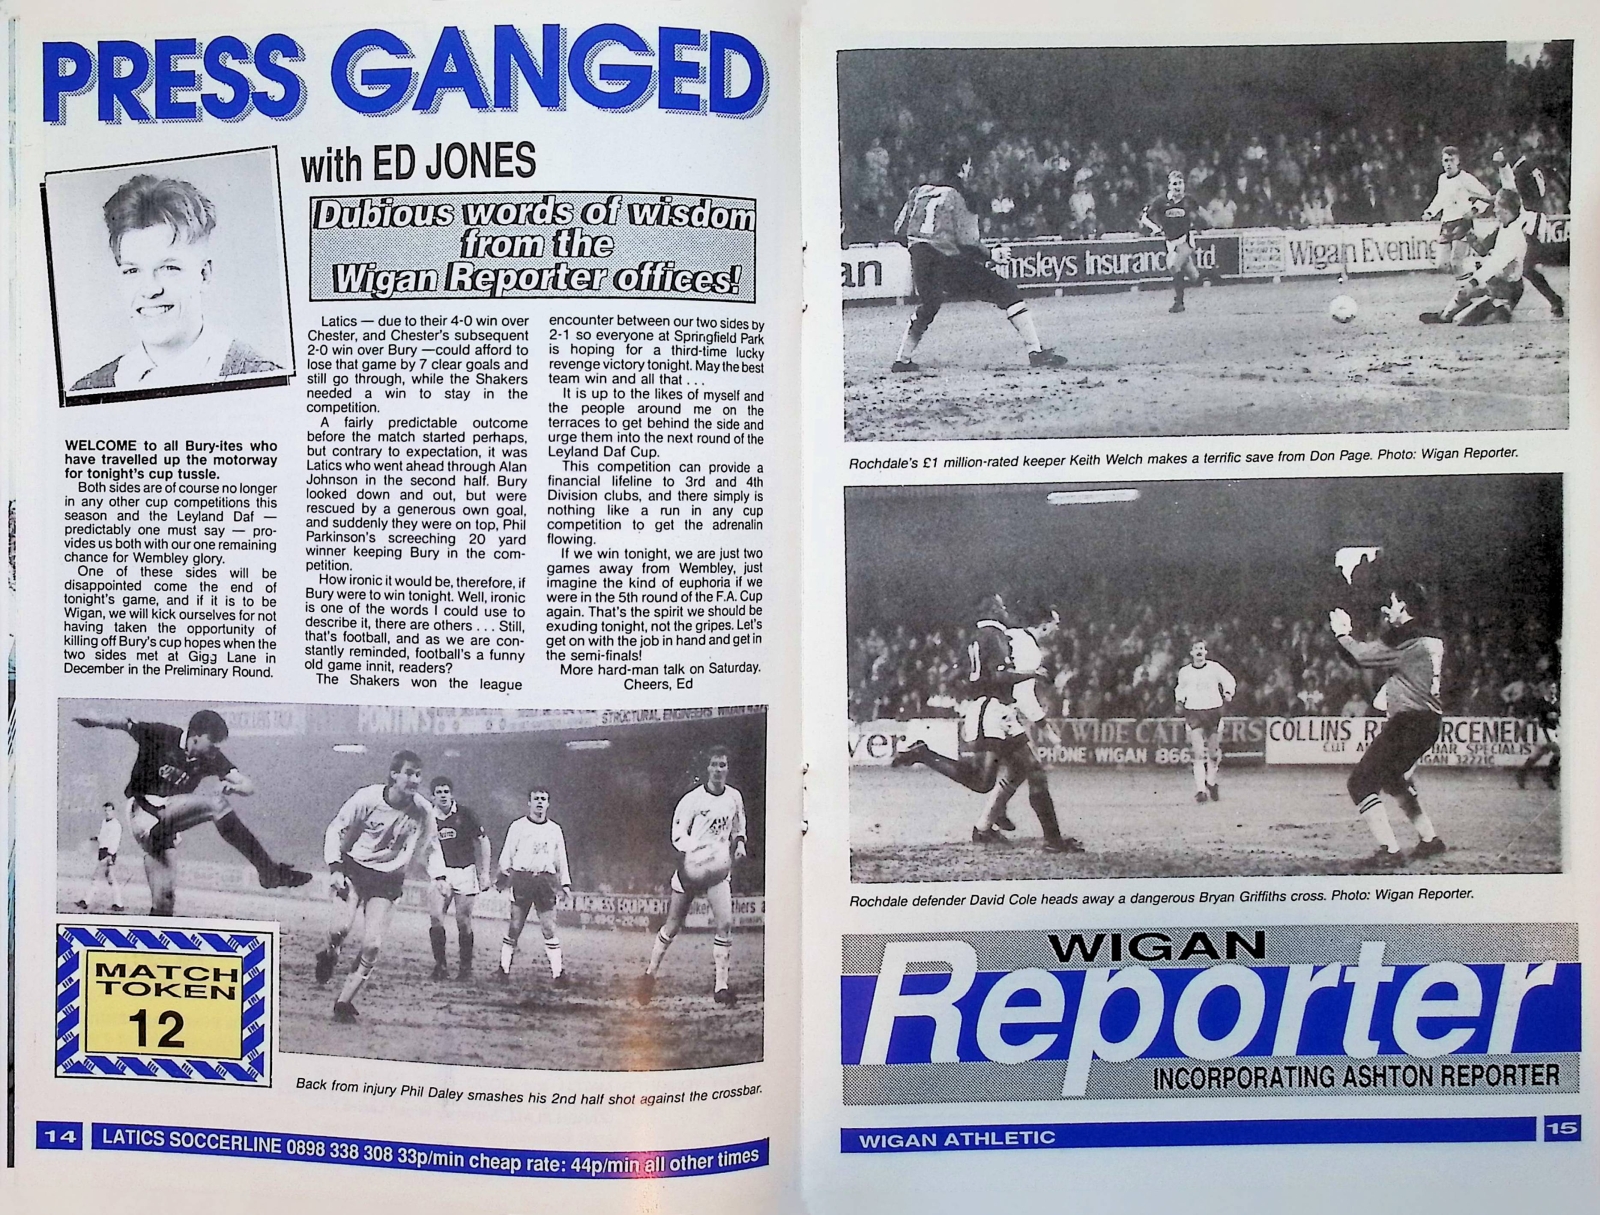 PRESS GANGED
with ED JONES
Dubious words of wisdom
from the
Wigan Reporter offices!
WELCOME to all Bury-ites who
have travelled up the motorway
for tonight's cup tussle.
Both sides are of course no longer
in any other cup competitions this
season and the Leyland Daf —
predictably one must say — pro-
vides us both with our one remaining
chance for Wembley glory.
One of these sides will be
disappointed come the end of
tonight's game, and if it is to be
Wigan, we will kick ourselves for not
having taken the opportunity of
killing off Bury's cup hopes when the
two sides met at Gigg Lane in
December in the Preliminary Round.
Latics — due to their 4-0 win over
Chester, and Chester's subsequent
2-0 win over Bury —could afford to
lose that game by 7 clear goals and
still go through, while the Shakers
needed a win to stay in the
competition.
A fairly predictable outcome
before the match started perhaps,
but contrary to expectation, it was
Latics who went ahead through Alan
Johnson in the second half. Bury
looked down and out, but were
rescued by a generous own goal,
and suddenly they were on top, Phil
Parkinson's screeching 20 yard
winner keeping Bury in the com-
petition.
How ironic it would be, therefore, if
Bury were to win tonight. Well, ironic
is one of the words I could use to
describe it, there are others . . . Still,
that's football, and as we are con-
stantly reminded, football's a funny
old game innit, readers?
The Shakers won the league
encounter between our two sides by
2-1 so everyone at Springfield Park
is hoping for a third-time lucky
revenge victory tonight. May the best
team win and all that . . .
It is up to the likes of myself and
the people around me on the
terraces to get behind the side and
urge them into the next round of the
Leyland Daf Cup.
This competition can provide a
financial lifeline to 3rd and 4th
Division clubs, and there simply is
nothing like a run in any cup
competition to get the adrenalin
flowing.
If we win tonight, we are just two
games away from Wembley, just
imagine the kind of euphoria if we
were in the 5th round of the F.A. Cup
again. That's the spirit we should be
exuding tonight, not the gripes. Let's
get on with the job in hand and get in
the semi-finals!
More hard-man talk on Saturday.
Cheers, Ed
STRUCTURAL ENGINEERS
BUSINESS EQUIPMENT
MATCH
TOKEN
12
Back from injury Phil Daley smashes his 2nd half shot against the crossbar.
14 LATICS SOCCERLINE 0898 338 308 33p/min cheap rate: 44p/min all other times
1
Insurance
Wigan Evening
Rochdale's £1 million-rated keeper Keith Welch makes a terrific save from Don Page. Photo: Wigan Reporter.
WIDE
PHONE WIGAN 866
COLLINS
Rochdale defender David Cole heads away a dangerous Bryan Griffiths cross. Photo: Wigan Reporter.
WIGAN
Reporter
INCORPORATING ASHTON REPORTER
WIGAN ATHLETIC 15